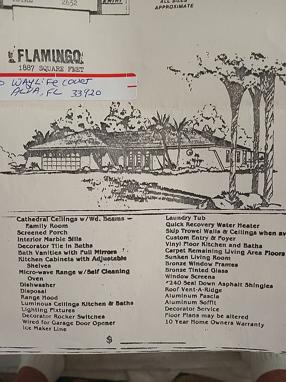 2632
ALL SIZES
APPROXIMATE
FLAMINGO
1887 SQUARE FEET
WAYLIFE COURT
ALVA, FL 33920
Cathedral Ceilings w/Wd. Beams -
Family Room
Screened Porch
Interior Marble Sills
Decorator Tile in Baths
Bath Vanities with Full Mirrors
Kitchen Cabinets with Adjustable
Shelves
Micro-wave Range w/Self Cleaning
Oven
Dishwasher
Disposal
Range Hood
Luminous Ceilings Kitchen & Baths
Lighting Fixtures
Decorator Rocker Switches
Wired for Garage Door Opener
Ice Maker Line
Laundry Tub
Quick Recovery Water Heater
Skip Trowel Walls & Ceilings when
Custom Entry & Foyer
Vinyl Floor Kitchen and Baths
Carpet Remaining Living Area Floors
Sunken Living Room
Bronze Window Frames
Bronze Tinted Glass
Window Screens
#240 Seal Down Asphalt Shingles
Roof Vent-A-Ridge
Aluminum Fascia
Aluminum Soffit
Decorator Service
Floor Plans may be altered
10 Year Home Owners Warranty
$